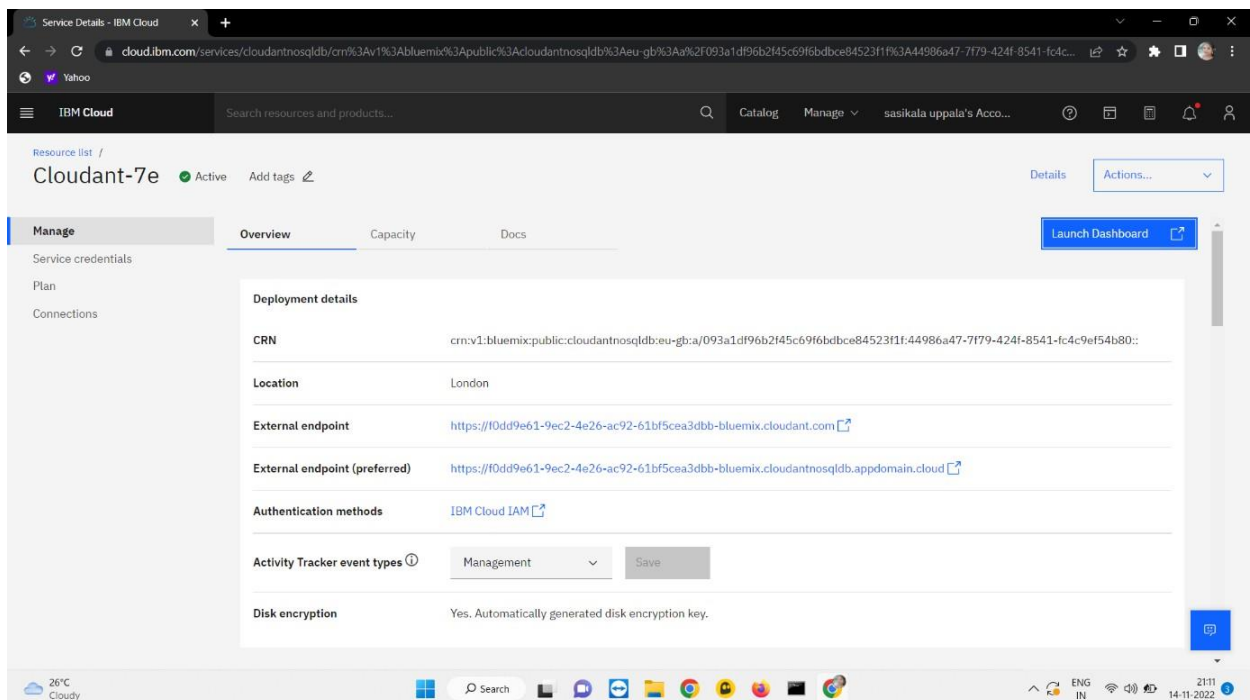 Service Details - IBM Cloud
cloud.ibm.com/services/cloudantnosqldb/crn%3Av1%3Abluemix%3Apublic%3Acloudantnosqldb%3Aeu-gb%3Aa%2F093a1df96b2f45c69f6bdbce84523f1f%3A44986a47-7f79-424f-8541-fc4c...
Yahoo
IBM Cloud
Search resources and products...
Catalog
Manage
sasikala uppala's Acco...
Resource list /
Cloudant-7e
Active
Add tags
Details
Actions...
Manage
Service credentials
Plan
Connections
Overview
Capacity
Docs
Launch Dashboard
Deployment details
CRN crn:v1:bluemix:public:cloudantnosqldb:eu-gb:a/093a1df96b2f45c69f6bdbce84523f1f:44986a47-7f79-424f-8541-fc4c9ef54b80::
Location London
External endpoint https://f0dd9e61-9ec2-4e26-ac92-61bf5cea3dbb-bluemix.cloudant.com
External endpoint (preferred) https://f0dd9e61-9ec2-4e26-ac92-61bf5cea3dbb-bluemix.cloudantnosqldb.appdomain.cloud
Authentication methods IBM Cloud IAM
Activity Tracker event types Management Save
Disk encryption Yes. Automatically generated disk encryption key.
26°C
Cloudy
Search
ENG
IN
21:11
14-11-2022
3